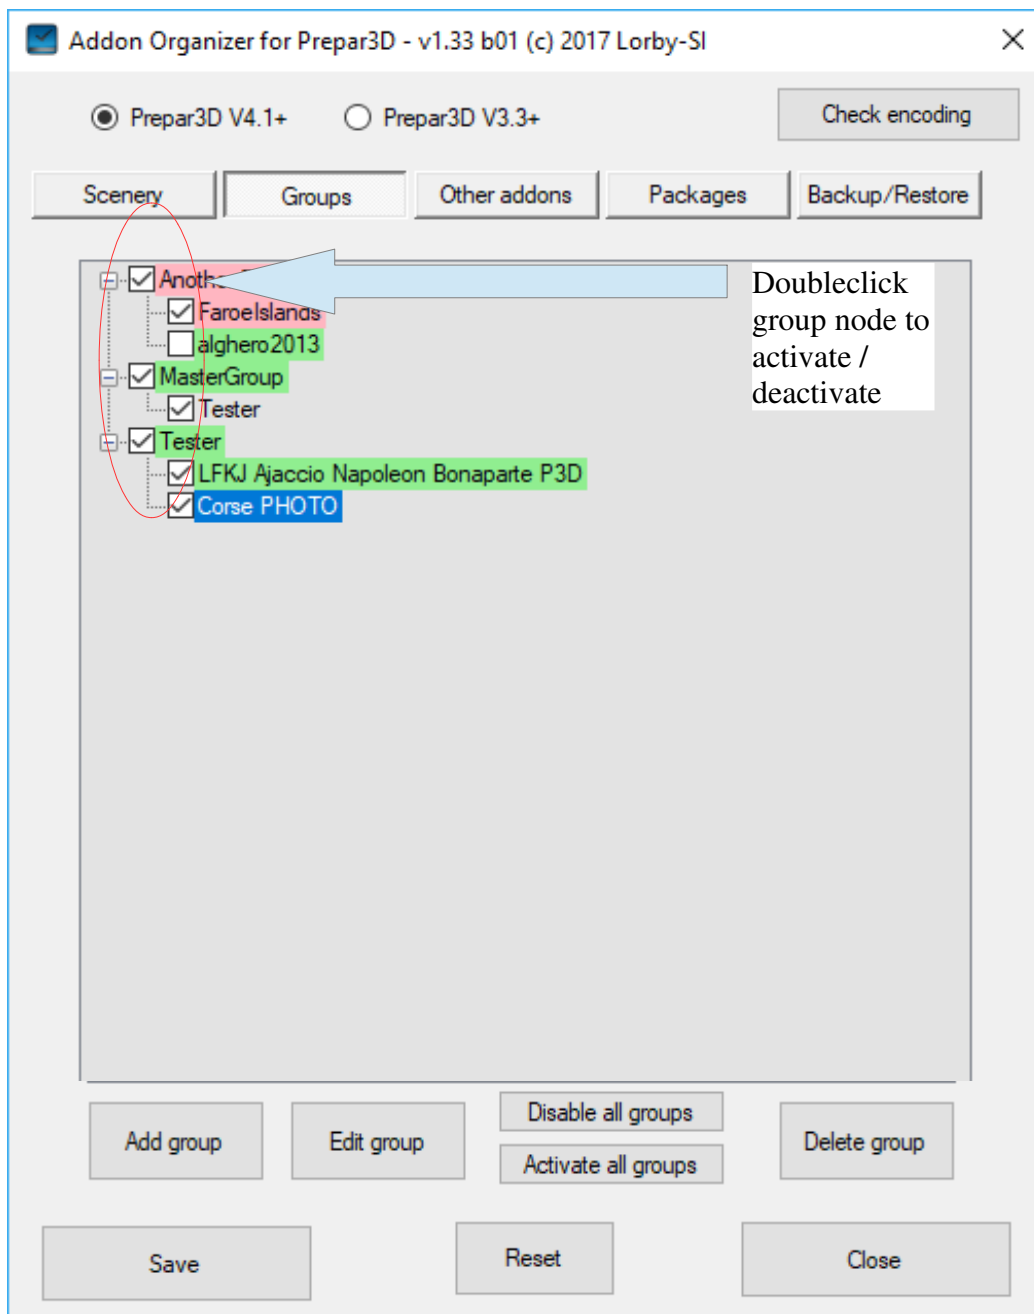 Addon Organizer for Prepar3D - v1.33 b01 (c) 2017 Lorby-SI
Prepar3D V4.1+ Prepar3D V3.3+ Check encoding
Scenery Groups Other addons Packages Backup/Restore
FaroeIslands
alghero2013
MasterGroup
Tester
Tester
LFKJ Ajaccio Napoleon Bonaparte P3D
Corse PHOTO
Doubleclick
group node to
activate /
deactivate
Add group Edit group Disable all groups Delete group
Activate all groups
Save Reset Close